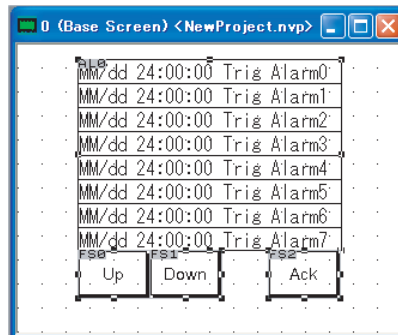 0 (Base Screen) <NewProject.nvp>
AL0
MM/dd 24:00:00 Trig Alarm0
MM/dd 24:00:00 Trig Alarm1
MM/dd 24:00:00 Trig Alarm2
MM/dd 24:00:00 Trig Alarm3
MM/dd 24:00:00 Trig Alarm4
MM/dd 24:00:00 Trig Alarm5
MM/dd 24:00:00 Trig Alarm6
MM/dd 24:00:00 Trig Alarm7
FS0 FS1 FS2
Up Down Ack